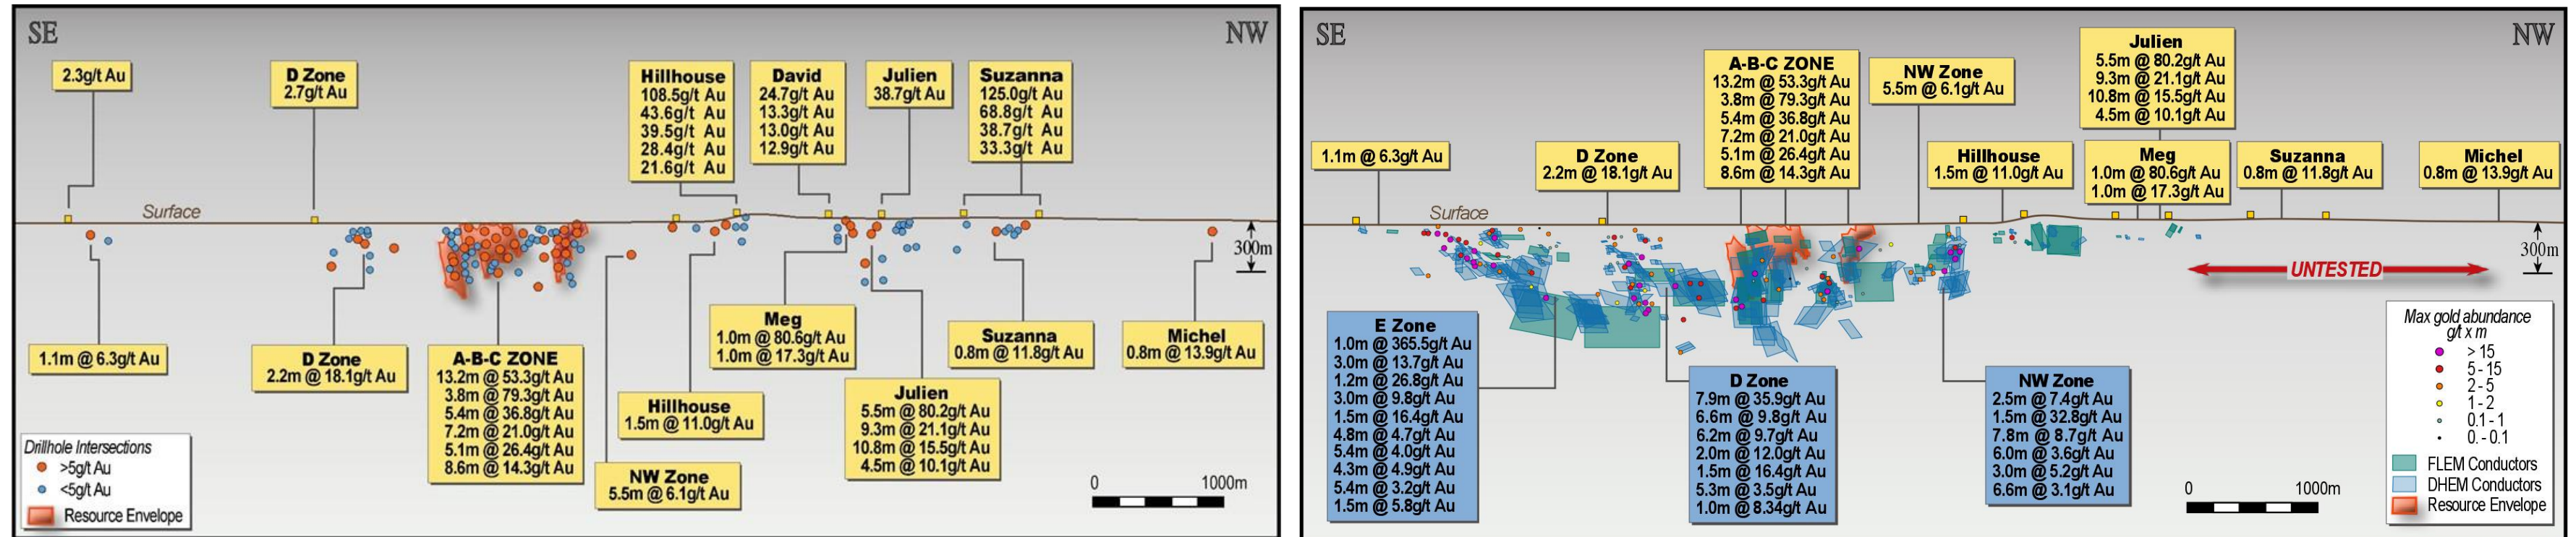 SE
NW
2.3g/t Au
D Zone
2.7g/t Au
Hillhouse
108.5g/t Au
43.6g/t Au
39.5g/t Au
28.4g/t Au
21.6g/t Au
David
24.7g/t Au
13.3g/t Au
13.0g/t Au
12.9g/t Au
Julien
38.7g/t Au
Suzanna
125.0g/t Au
68.8g/t Au
38.7g/t Au
33.3g/t Au
Surface
300m
1.1m @ 6.3g/t Au
D Zone
2.2m @ 18.1g/t Au
A-B-C ZONE
13.2m @ 53.3g/t Au
3.8m @ 79.3g/t Au
5.4m @ 36.8g/t Au
7.2m @ 21.0g/t Au
5.1m @ 26.4g/t Au
8.6m @ 14.3g/t Au
Hillhouse
1.5m @ 11.0g/t Au
NW Zone
5.5m @ 6.1g/t Au
Meg
1.0m @ 80.6g/t Au
1.0m @ 17.3g/t Au
Julien
5.5m @ 80.2g/t Au
9.3m @ 21.1g/t Au
10.8m @ 15.5g/t Au
4.5m @ 10.1g/t Au
Suzanna
0.8m @ 11.8g/t Au
Michel
0.8m @ 13.9g/t Au
Drillhole Intersections
>5g/t Au
<5g/t Au
Resource Envelope
0 1000m
SE
NW
1.1m @ 6.3g/t Au
D Zone
2.2m @ 18.1g/t Au
A-B-C ZONE
13.2m @ 53.3g/t Au
3.8m @ 79.3g/t Au
5.4m @ 36.8g/t Au
7.2m @ 21.0g/t Au
5.1m @ 26.4g/t Au
8.6m @ 14.3g/t Au
NW Zone
5.5m @ 6.1g/t Au
Hillhouse
1.5m @ 11.0g/t Au
Julien
5.5m @ 80.2g/t Au
9.3m @ 21.1g/t Au
10.8m @ 15.5g/t Au
4.5m @ 10.1g/t Au
Meg
1.0m @ 80.6g/t Au
1.0m @ 17.3g/t Au
Suzanna
0.8m @ 11.8g/t Au
Michel
0.8m @ 13.9g/t Au
Surface
300m
UNTESTED
E Zone
1.0m @ 365.5g/t Au
3.0m @ 13.7g/t Au
1.2m @ 26.8g/t Au
3.0m @ 9.8g/t Au
1.5m @ 16.4g/t Au
4.8m @ 4.7g/t Au
5.4m @ 4.0g/t Au
4.3m @ 4.9g/t Au
5.4m @ 3.2g/t Au
1.5m @ 5.8g/t Au
D Zone
7.9m @ 35.9g/t Au
6.6m @ 9.8g/t Au
6.2m @ 9.7g/t Au
2.0m @ 12.0g/t Au
1.5m @ 16.4g/t Au
5.3m @ 3.5g/t Au
1.0m @ 8.34g/t Au
NW Zone
2.5m @ 7.4g/t Au
1.5m @ 32.8g/t Au
7.8m @ 8.7g/t Au
6.0m @ 3.6g/t Au
3.0m @ 5.2g/t Au
6.6m @ 3.1g/t Au
0 1000m
Max gold abundance
g/t x m
> 15
5 - 15
2 - 5
1 - 2
0.1 - 1
0. - 0.1
FLEM Conductors
DHEM Conductors
Resource Envelope